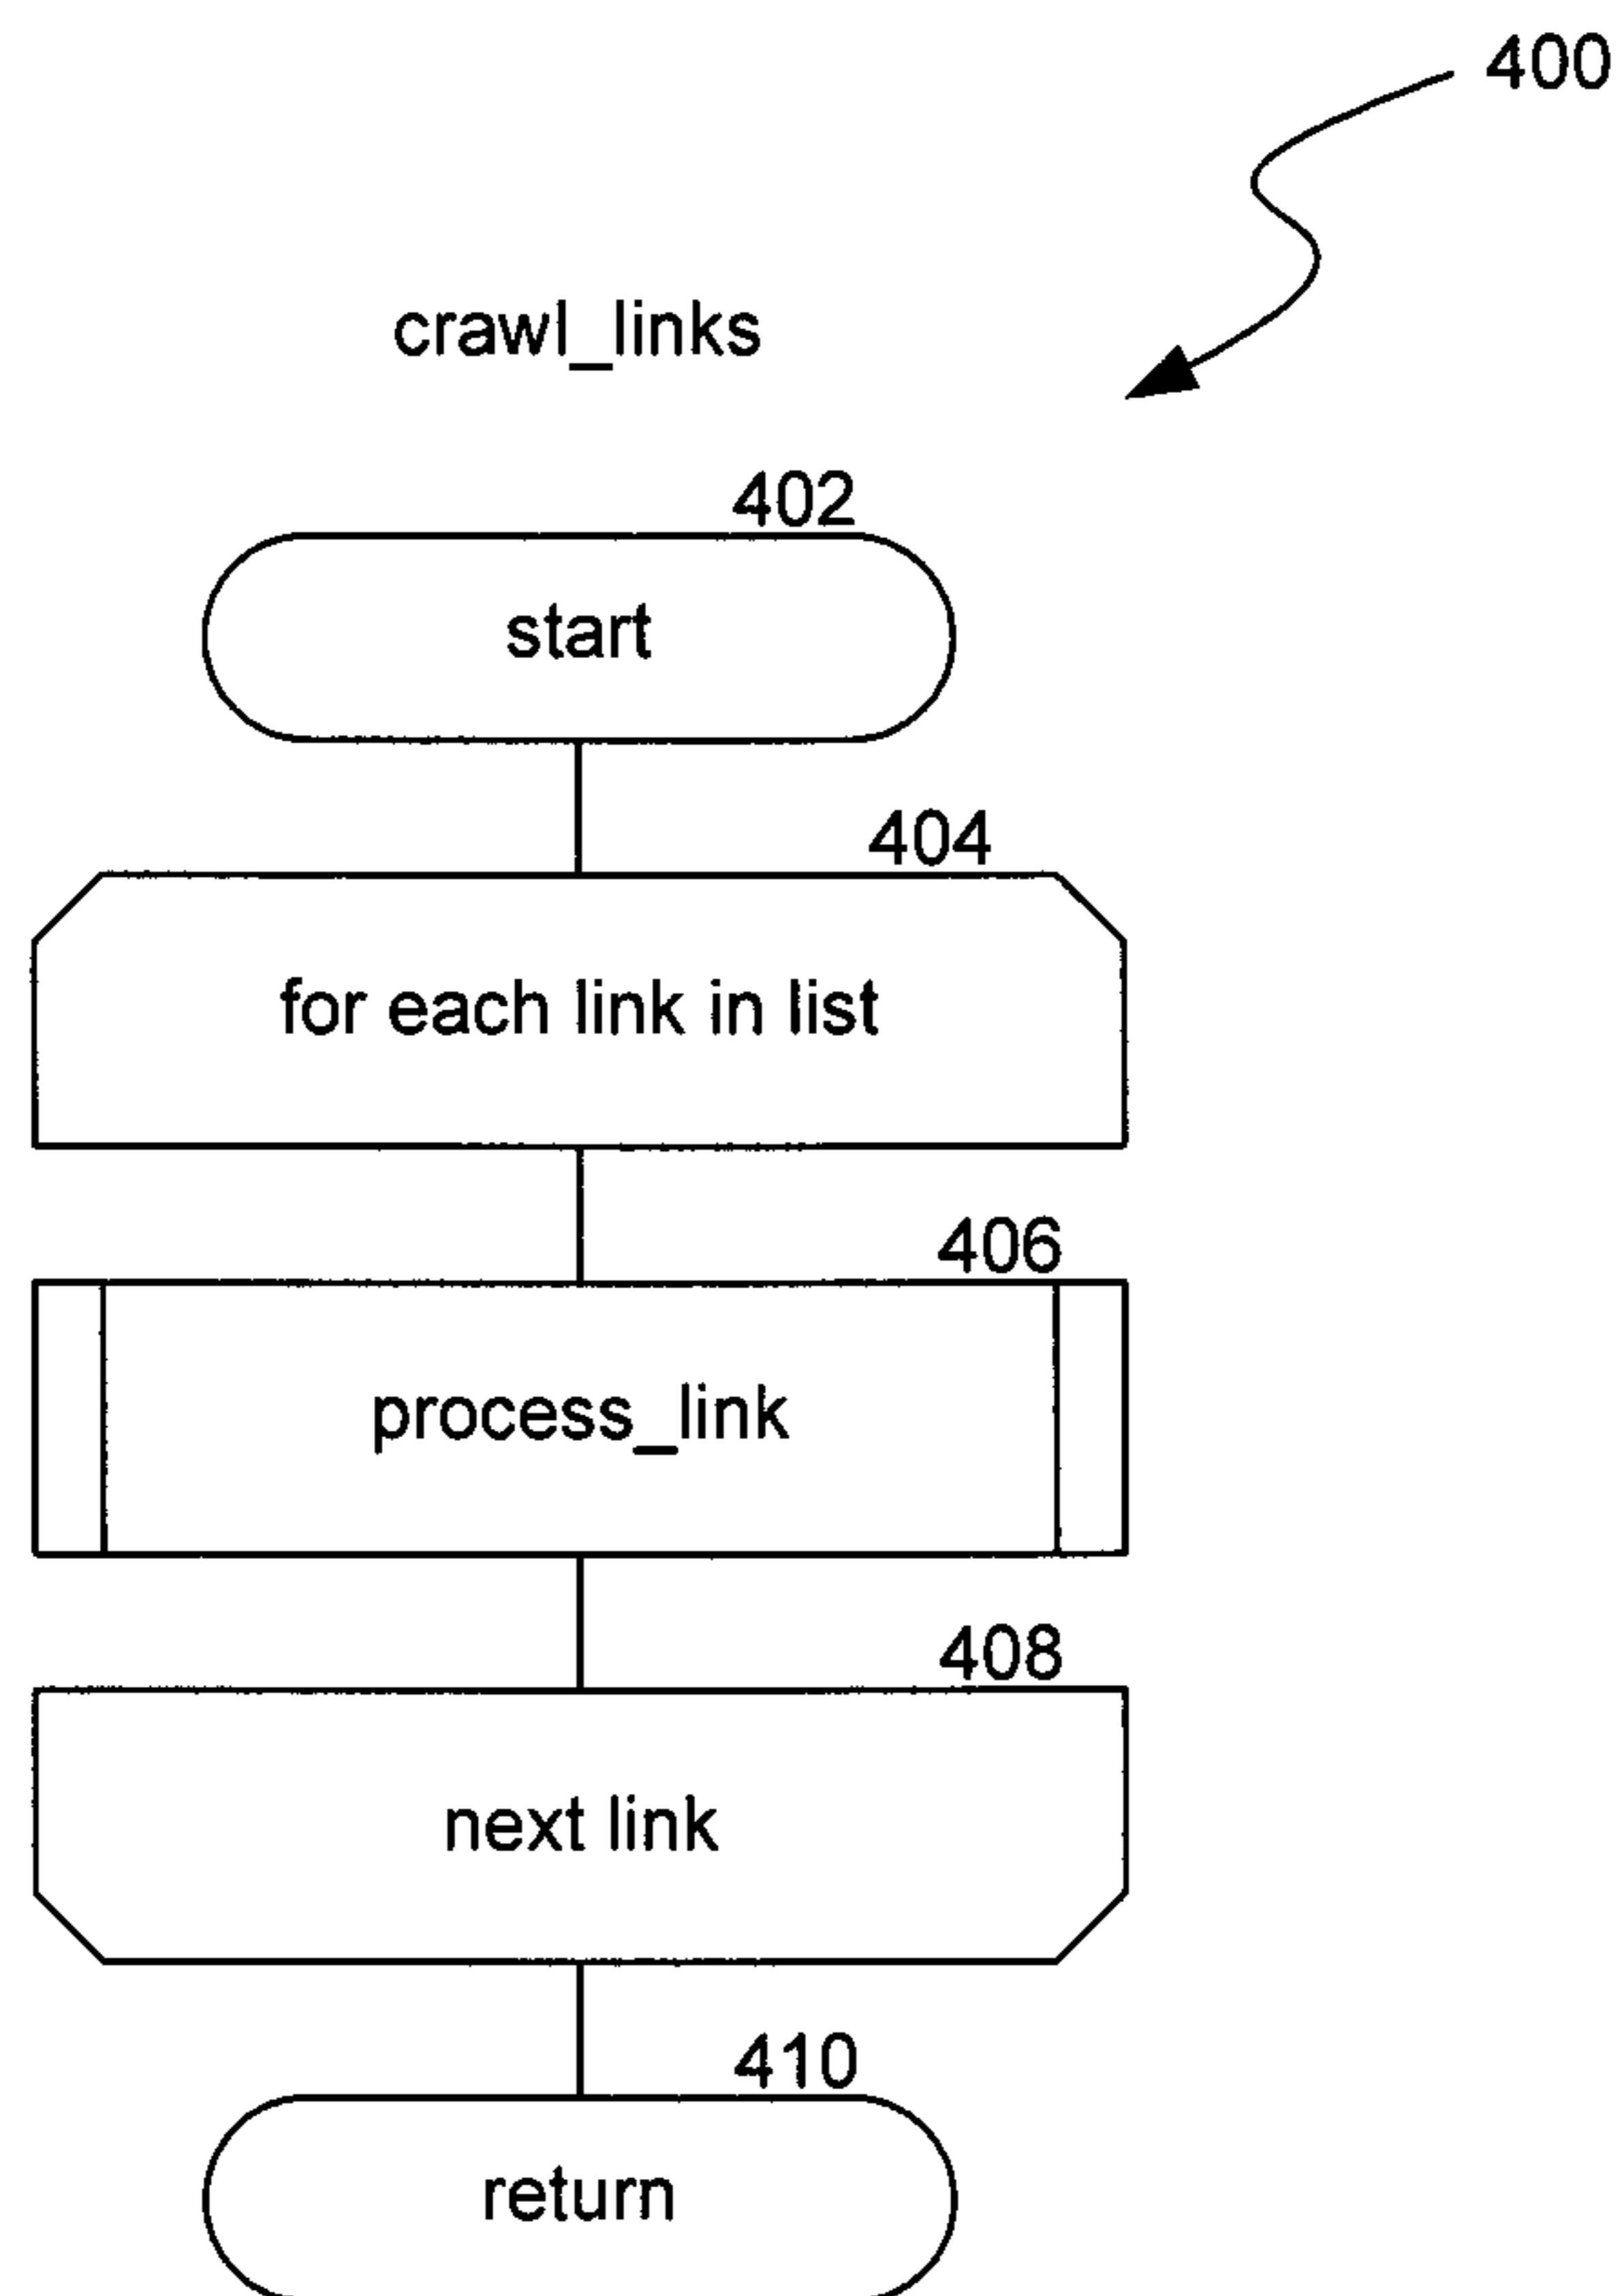 400
crawl_links
402
start
404
for each link in list
406
process_link
408
next link
410
return